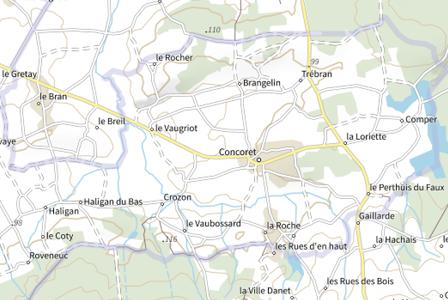 .110
le Rocher
99
le Gretay
Trébran
Brangelin
le Bran
Comper
le Breil
le Vaugriot
la Loriette
Concoret
le Perthuis du Faux
Crozon
Haligan du Bas
Haligan
Gaillarde
.98
le Vaubossard
la Roche
le Coty
.116
la Hachais
les Rues d'en haut
Roveneuc
les Rues des Bois
la Ville Danet